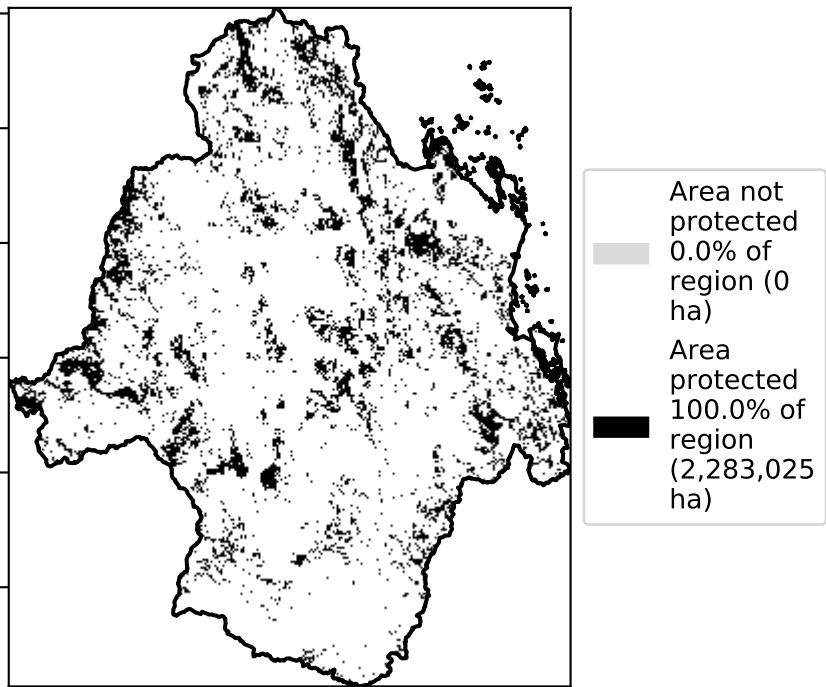 Area not
protected
0.0% of
region (0
ha)
Area
protected
100.0% of
region
(2,283,025
ha)